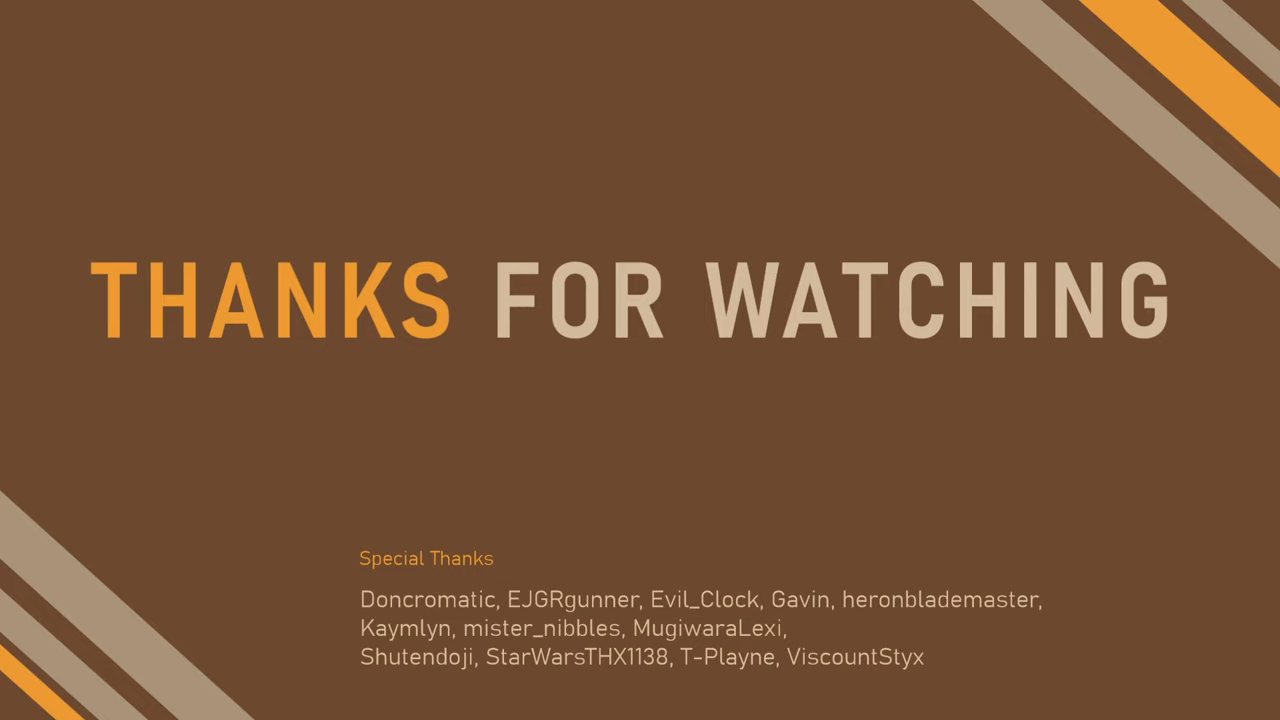 THANKS FOR WATCHING
Special Thanks
Doncromatic, EJGRgunner, Evil_Clock, Gavin, heronblademaster,
Kaymlyn, mister_nibbles, MugiwaraLexi,
Shutendoji, StarWarsTHX1138, T-Playne, ViscountStyx